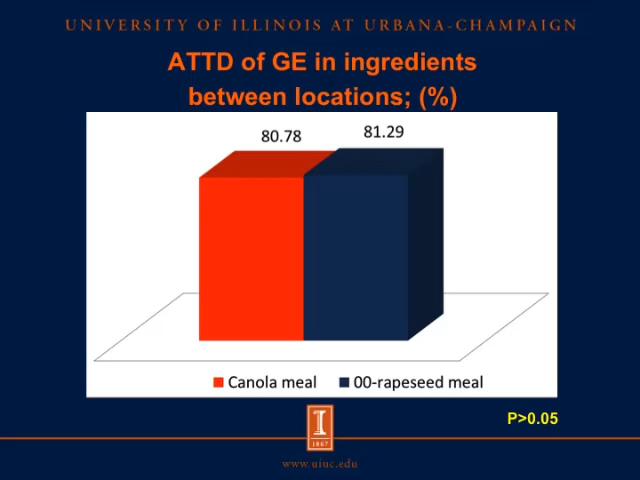 UNIVERSITY OF ILLINOIS AT URBANA-CHAMPAIGN
ATTD of GE in ingredients
between locations; (%)
80.78
81.29
Canola meal
00-rapeseed meal
P>0.05
I
1867
www.uiuc.edu